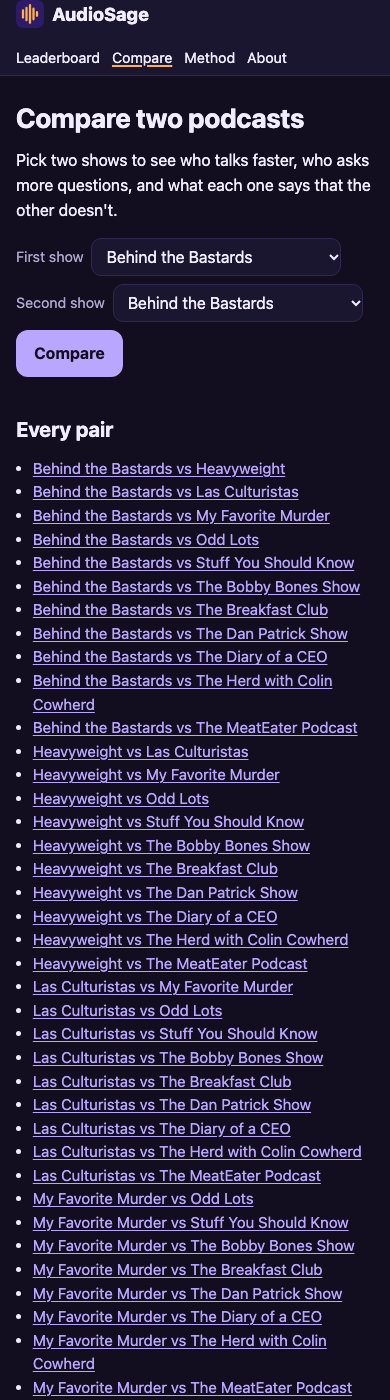 AudioSage
Leaderboard Compare Method About
Compare two podcasts
Pick two shows to see who talks faster, who asks
more questions, and what each one says that the
other doesn't.
First show Behind the Bastards
Second show Behind the Bastards
Compare
Every pair
Behind the Bastards vs Heavyweight
Behind the Bastards vs Las Culturistas
Behind the Bastards vs My Favorite Murder
Behind the Bastards vs Odd Lots
Behind the Bastards vs Stuff You Should Know
Behind the Bastards vs The Bobby Bones Show
Behind the Bastards vs The Breakfast Club
Behind the Bastards vs The Dan Patrick Show
Behind the Bastards vs The Diary of a CEO
Behind the Bastards vs The Herd with Colin
Cowherd
Behind the Bastards vs The MeatEater Podcast
Heavyweight vs Las Culturistas
Heavyweight vs My Favorite Murder
Heavyweight vs Odd Lots
Heavyweight vs Stuff You Should Know
Heavyweight vs The Bobby Bones Show
Heavyweight vs The Breakfast Club
Heavyweight vs The Dan Patrick Show
Heavyweight vs The Diary of a CEO
Heavyweight vs The Herd with Colin Cowherd
Heavyweight vs The MeatEater Podcast
Las Culturistas vs My Favorite Murder
Las Culturistas vs Odd Lots
Las Culturistas vs Stuff You Should Know
Las Culturistas vs The Bobby Bones Show
Las Culturistas vs The Breakfast Club
Las Culturistas vs The Dan Patrick Show
Las Culturistas vs The Diary of a CEO
Las Culturistas vs The Herd with Colin Cowherd
Las Culturistas vs The MeatEater Podcast
My Favorite Murder vs Odd Lots
My Favorite Murder vs Stuff You Should Know
My Favorite Murder vs The Bobby Bones Show
My Favorite Murder vs The Breakfast Club
My Favorite Murder vs The Dan Patrick Show
My Favorite Murder vs The Diary of a CEO
My Favorite Murder vs The Herd with Colin
Cowherd
My Favorite Murder vs The MeatEater Podcast